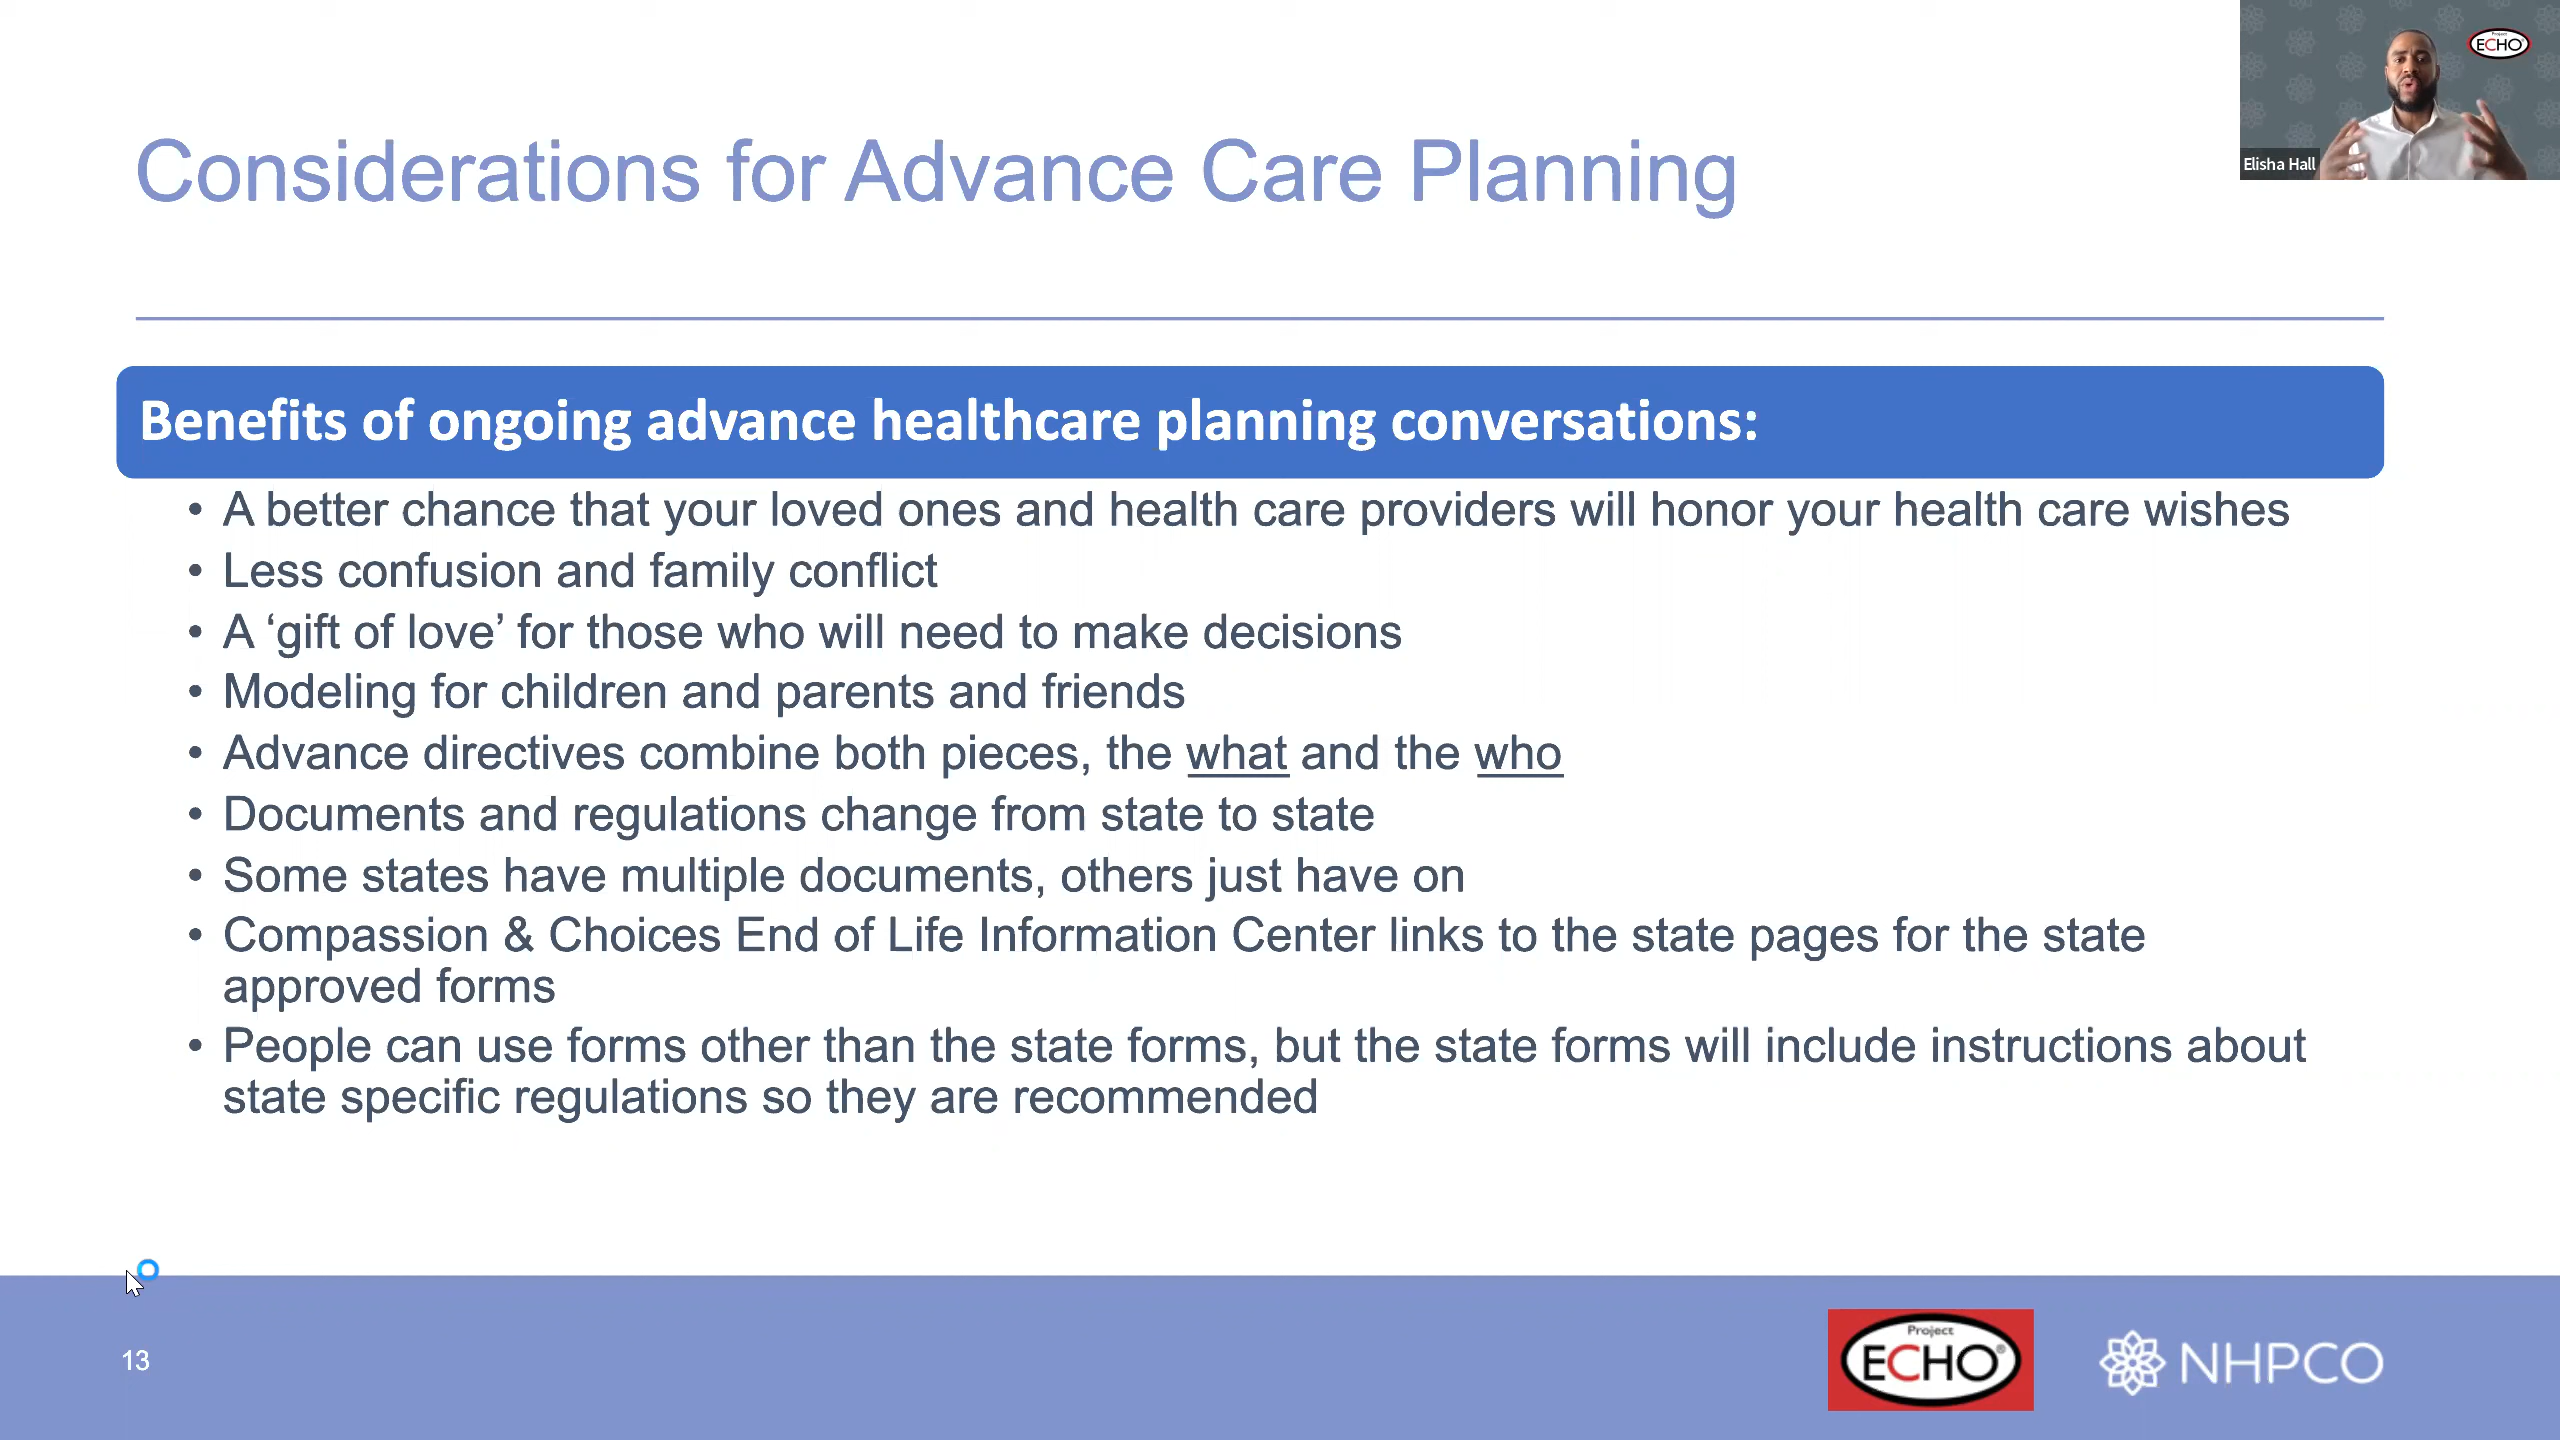 Considerations for Advance Care Planning
Project
ECHO
Elisha Hall
Benefits of ongoing advance healthcare planning conversations:
• A better chance that your loved ones and health care providers will honor your health care wishes
• Less confusion and family conflict
• A ‘gift of love’ for those who will need to make decisions
• Modeling for children and parents and friends
• Advance directives combine both pieces, the what and the who
• Documents and regulations change from state to state
• Some states have multiple documents, others just have on
• Compassion & Choices End of Life Information Center links to the state pages for the state
approved forms
• People can use forms other than the state forms, but the state forms will include instructions about
state specific regulations so they are recommended
13
Project
ECHO®
NHPCO